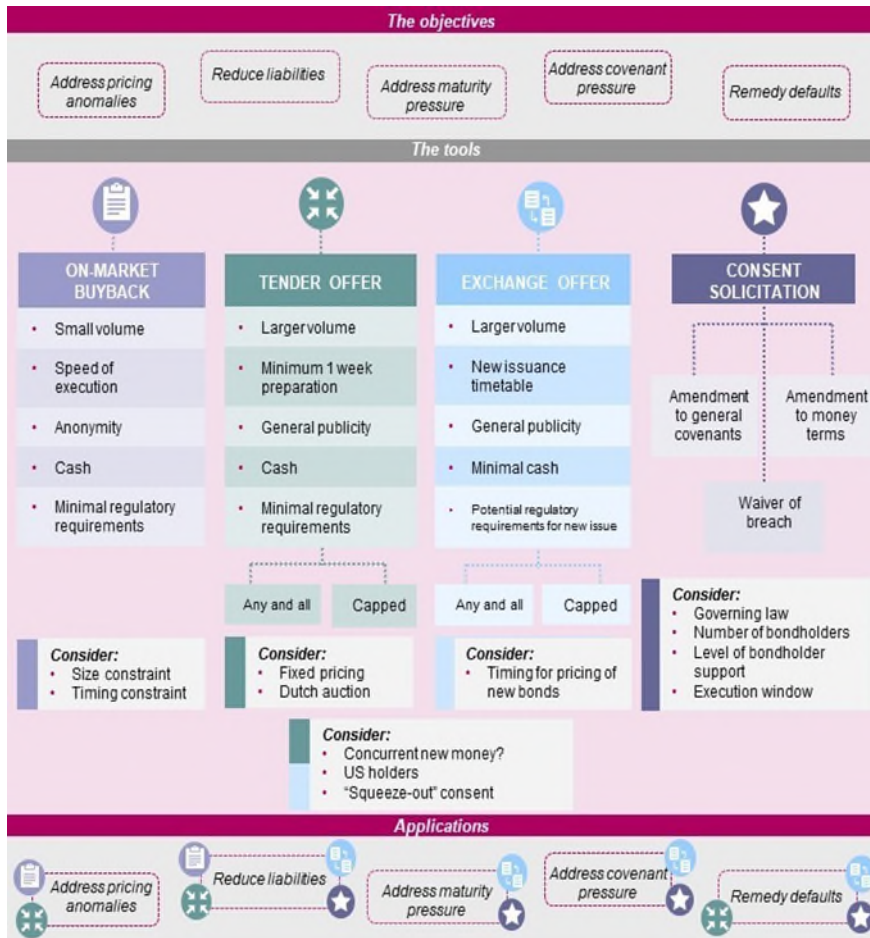 The objectives
Address pricing
anomalies
Reduce liabilities
Address maturity
pressure
Address covenant
pressure
Remedy defaults
The tools
ON-MARKET
BUYBACK
• Small volume
• Speed of
execution
• Anonymity
• Cash
• Minimal regulatory
requirements
Consider:
• Size constraint
• Timing constraint
TENDER OFFER
• Larger volume
• Minimum 1 week
preparation
• General publicity
• Cash
• Minimal regulatory
requirements
Any and all
Capped
Consider:
• Fixed pricing
• Dutch auction
EXCHANGE OFFER
• Larger volume
• New issuance
timetable
• General publicity
• Minimal cash
• Potential regulatory
requirements for new issue
Any and all
Capped
Consider:
• Timing for pricing of
new bonds
Consider:
• Concurrent new money?
• US holders
• “Squeeze-out” consent
CONSENT
SOLICITATION
Amendment
to general
covenants
Amendment
to money
terms
Waiver of
breach
Consider:
• Governing law
• Number of bondholders
• Level of bondholder
support
• Execution window
Applications
Address pricing
anomalies
Reduce liabilities
Address maturity
pressure
Address covenant
pressure
Remedy defaults